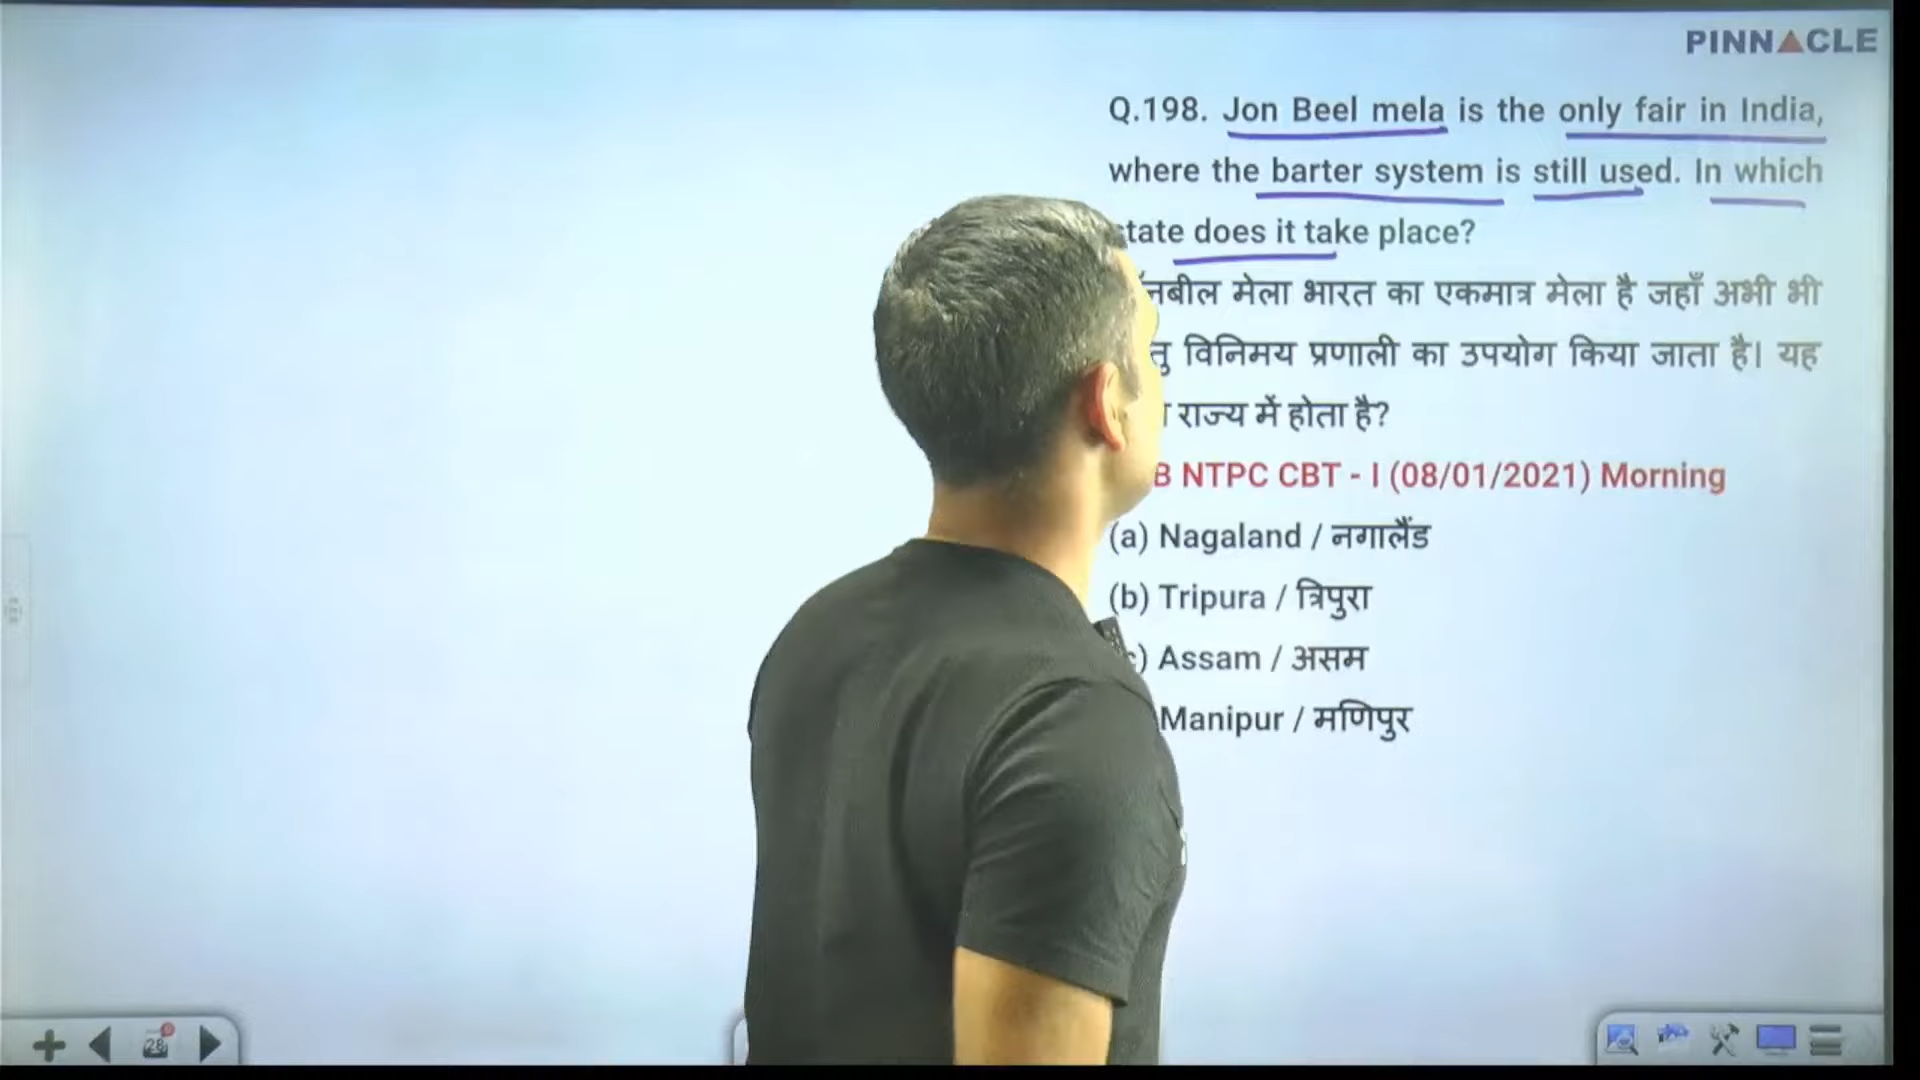 PINNACLE
Q.198. Jon Beel mela is the only fair in India,
where the barter system is still used. In which
state does it take place?
मेला भारत का एकमात्र मेला है जहाँ अभी भी
विनिमय प्रणाली का उपयोग किया जाता है। यह
राज्य में होता है?
NTPC CBT - I (08/01/2021) Morning
(a) Nagaland / नगालैंड
(b) Tripura / त्रिपुरा
c) Assam / असम
Manipur / मणिपुर
28